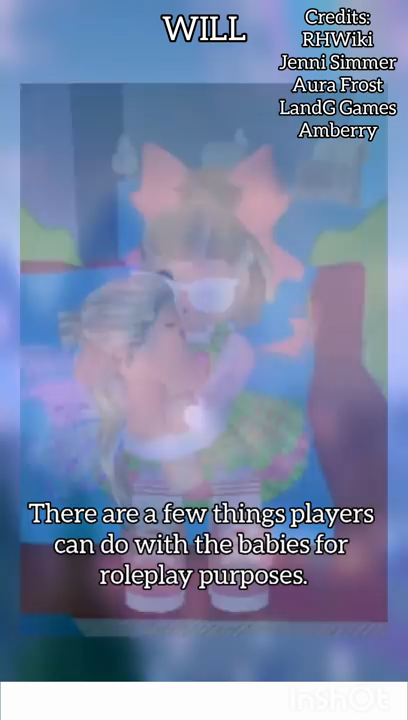 WILL
Credits:
RHWiki
Jenni Simmer
Aura Frost
LandG Games
Amberry
There are a few things players
can do with the babies for
roleplay purposes.
InShOt